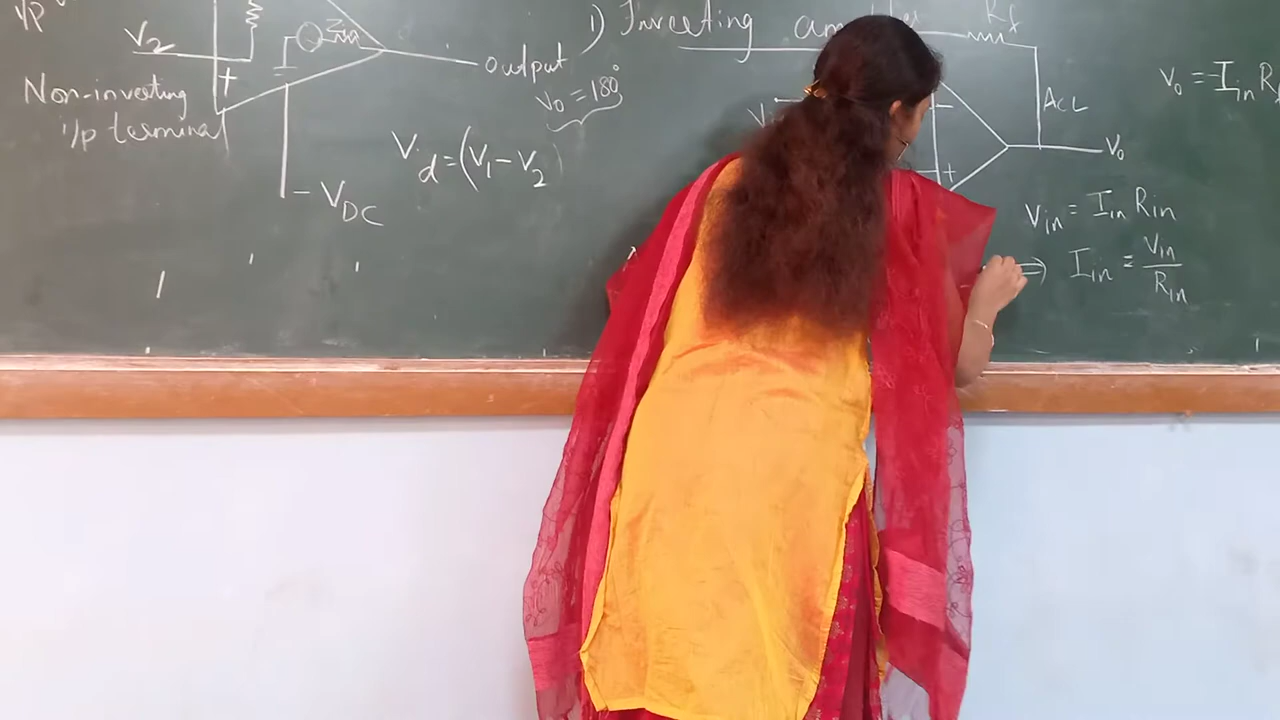 V2
+
Non-inverting
i/p terminal
- VDC
output
V0 = 180°
Vd = (V1 - V2)
1) Inverting
Rf
-
+
ACL
V0
Vin = Iin Rin
⇒ Iin = Vin / Rin
V0 = -Iin R